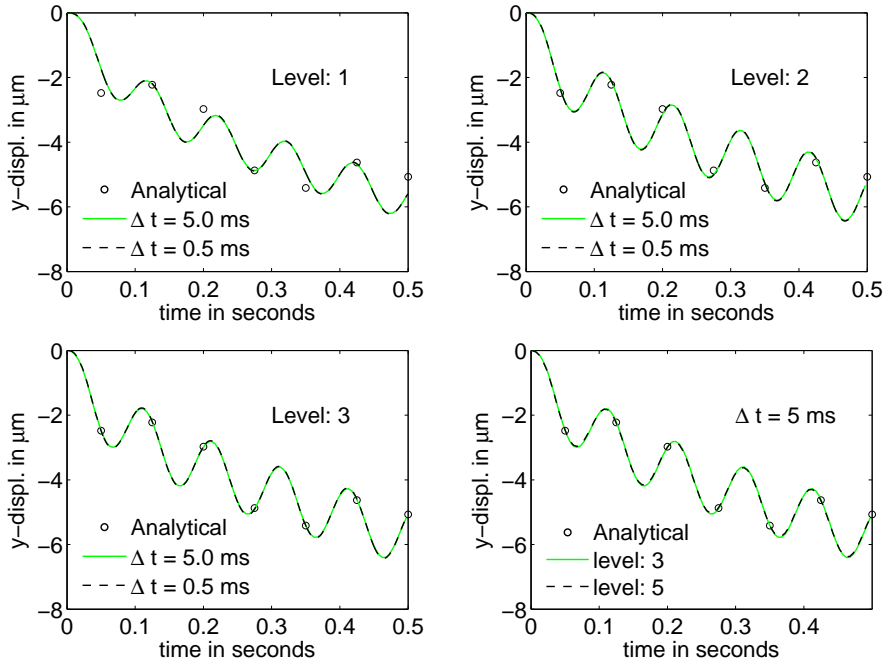 0
−2
−4
−6
−8
y−displ. in μm
Level: 1
Analytical
Δ t = 5.0 ms
Δ t = 0.5 ms
0 0.1 0.2 0.3 0.4 0.5
time in seconds
0
−2
−4
−6
−8
y−displ. in μm
Level: 2
Analytical
Δ t = 5.0 ms
Δ t = 0.5 ms
0 0.1 0.2 0.3 0.4 0.5
time in seconds
0
−2
−4
−6
−8
y−displ. in μm
Level: 3
Analytical
Δ t = 5.0 ms
Δ t = 0.5 ms
0 0.1 0.2 0.3 0.4 0.5
time in seconds
0
−2
−4
−6
−8
y−displ. in μm
Δ t = 5 ms
Analytical
level: 3
level: 5
0 0.1 0.2 0.3 0.4
time in seconds